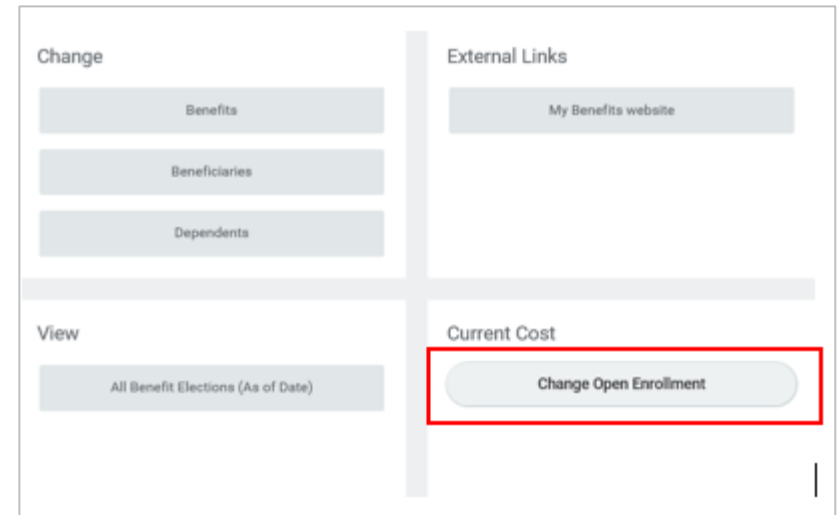 Change
Benefits
Beneficiaries
Dependents
External Links
My Benefits website
View
All Benefit Elections (As of Date)
Current Cost
Change Open Enrollment